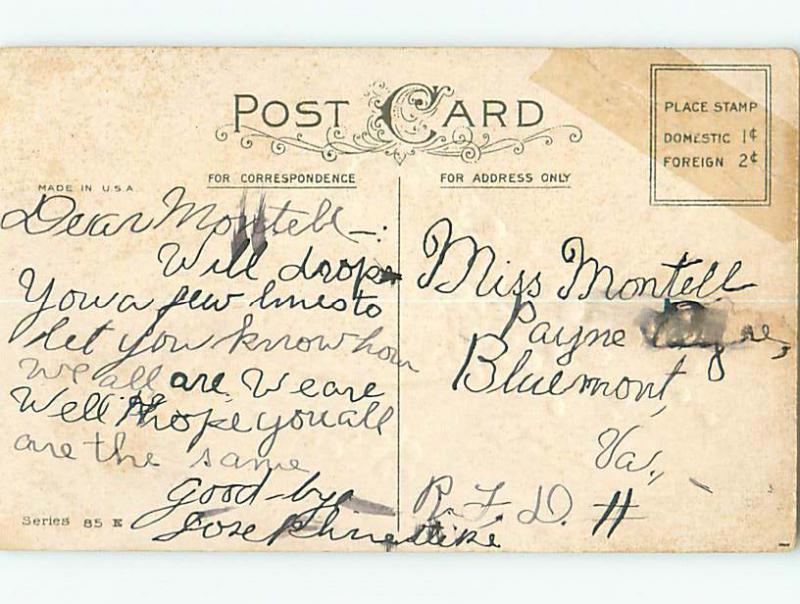 POST CARD
PLACE STAMP
DOMESTIC 1¢
FOREIGN 2¢
MADE IN U.S.A.
FOR CORRESPONDENCE
Dear Montell—:
Will drop
You a few lines to
let you know how
we all are. We are
Well hope you all
are the same
Good-bye
Josephine
Series 85 E
FOR ADDRESS ONLY
Miss Montell
Payne
Bluemont,
Va.,
R.F.D. #